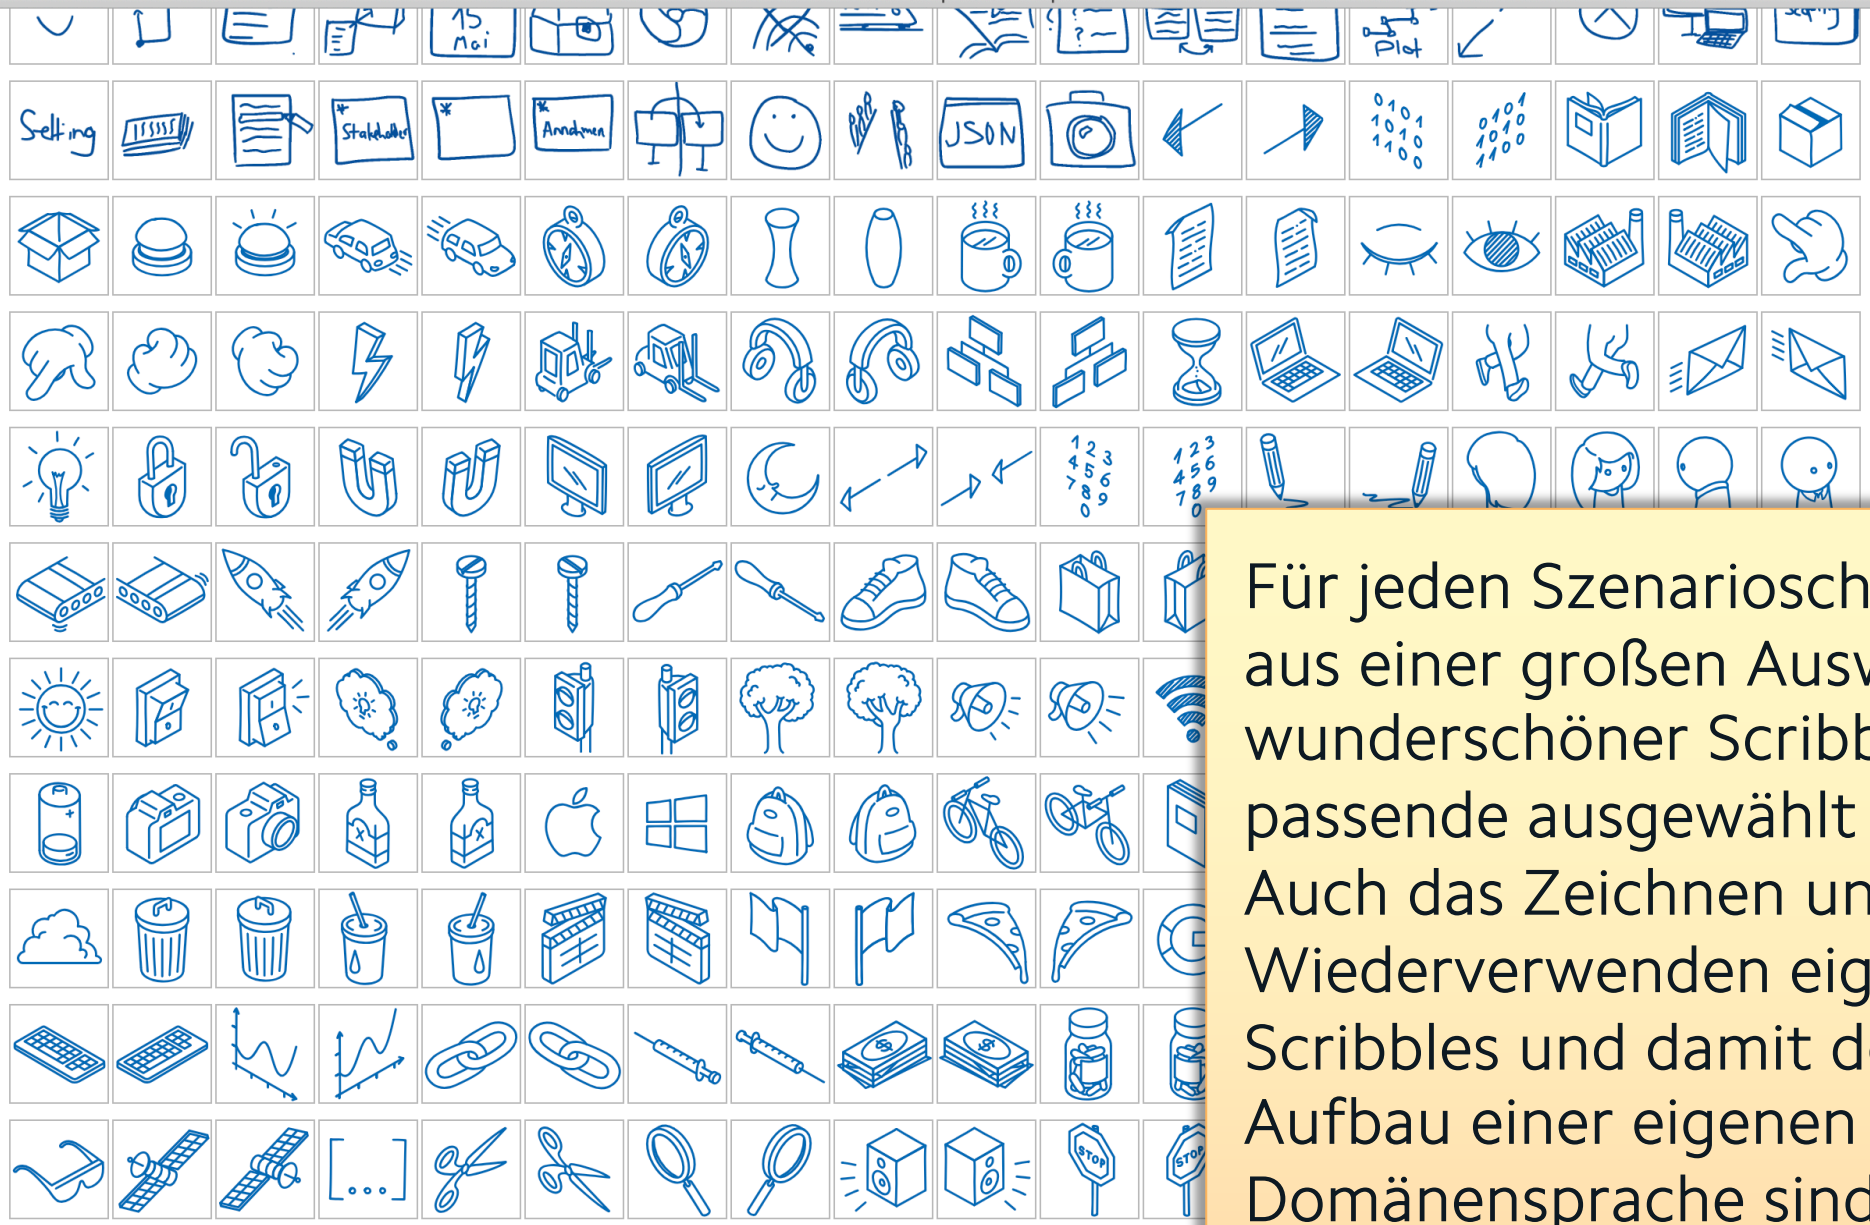 15
Mai
Plot
Setting
Stakeholder
Annahmen
JSON
0101
1010
1100
0101
1010
1100
123
456
789
0
123
456
789
0
+
X
X
$
$
[...]
STOP
STOP
Für jeden Szenariosch
aus einer großen Ausw
wunderschöner Scribb
passende ausgewählt
Auch das Zeichnen un
Wiederverwenden eig
Scribbles und damit de
Aufbau einer eigenen
Domänensprache sind